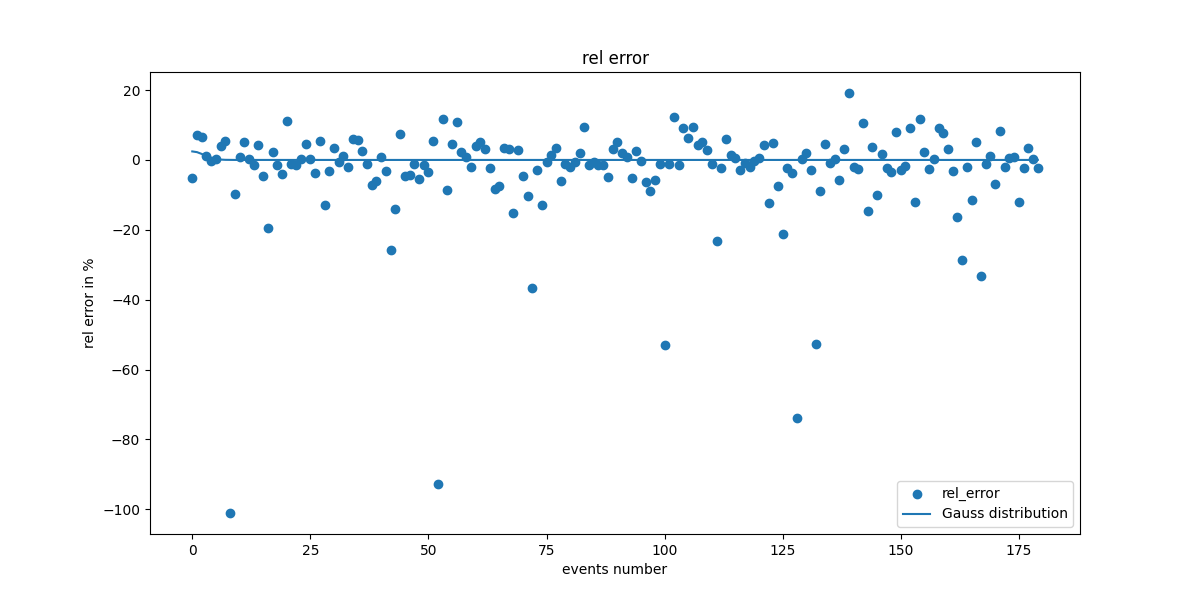 rel error
20
0
−20
−40
−60
−80
−100
rel error in %
0 25 50 75 100 125 150 175
events number
rel_error
Gauss distribution